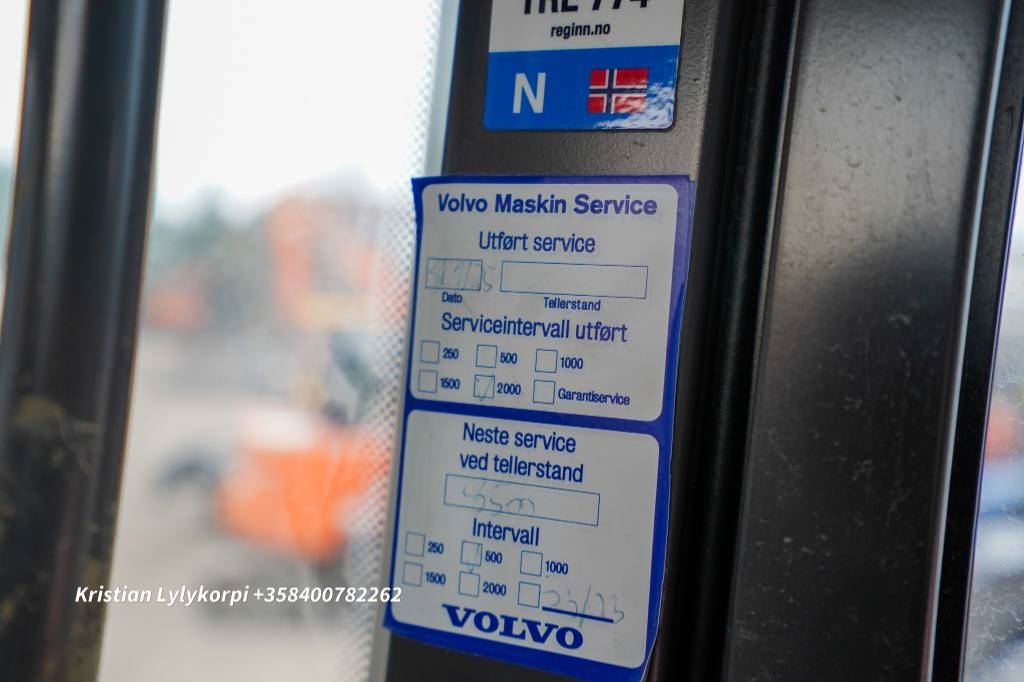 reginn.no
N
Volvo Maskin Service
Utført service
Dato
Tellerstand
Serviceintervall utført
250 500 1000
1500 2000 Garantiservice
Neste service
ved tellerstand
Intervall
250 500 1000
1500 2000
VOLVO
Kristian Lylykorpi +358400782262